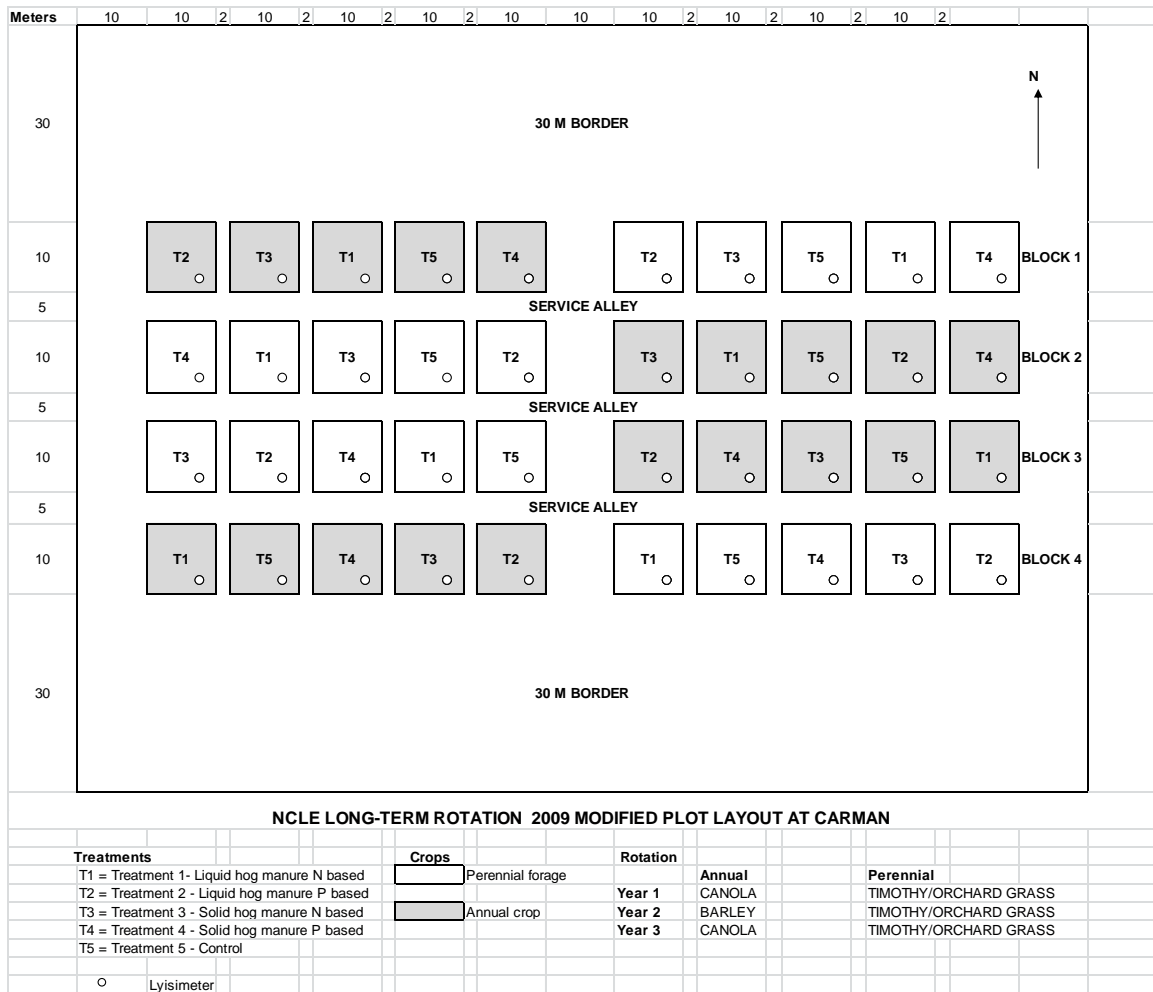 Meters 10 10 2 10 2 10 2 10 2 10 10 10 2 10 2 10 2 10 2
N
30 30 M BORDER
10 T2 T3 T1 T5 T4 T2 T3 T5 T1 T4 BLOCK 1
5 SERVICE ALLEY
10 T4 T1 T3 T5 T2 T3 T1 T5 T2 T4 BLOCK 2
5 SERVICE ALLEY
10 T3 T2 T4 T1 T5 T2 T4 T3 T5 T1 BLOCK 3
5 SERVICE ALLEY
10 T1 T5 T4 T3 T2 T1 T5 T4 T3 T2 BLOCK 4
30 30 M BORDER
NCLE LONG-TERM ROTATION 2009 MODIFIED PLOT LAYOUT AT CARMAN
Treatments Crops Rotation
T1 = Treatment 1- Liquid hog manure N based Perennial forage Annual Perennial
T2 = Treatment 2 - Liquid hog manure P based Year 1 CANOLA TIMOTHY/ORCHARD GRASS
T3 = Treatment 3 - Solid hog manure N based Annual crop Year 2 BARLEY TIMOTHY/ORCHARD GRASS
T4 = Treatment 4 - Solid hog manure P based Year 3 CANOLA TIMOTHY/ORCHARD GRASS
T5 = Treatment 5 - Control
Lyisimeter